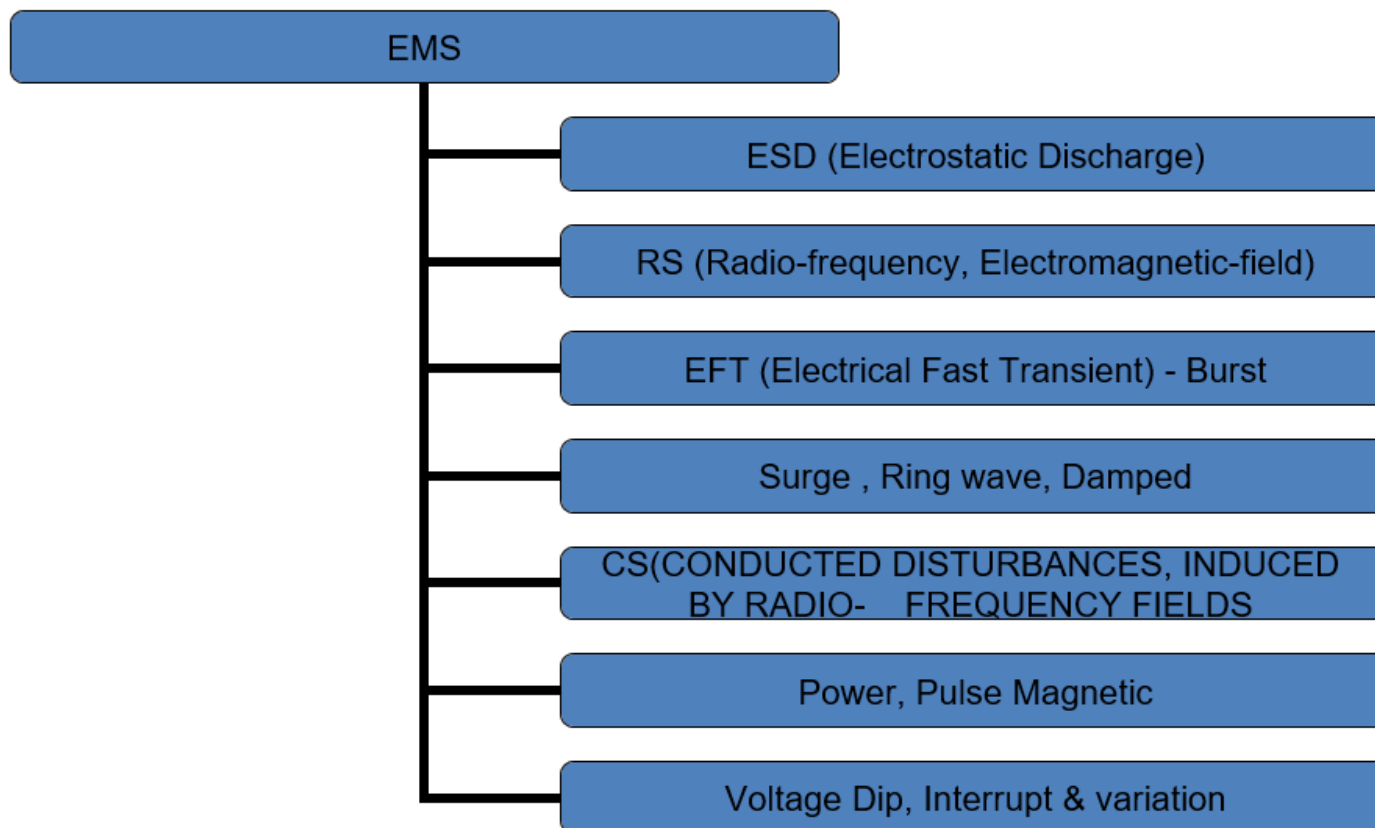 EMS
ESD (Electrostatic Discharge)
RS (Radio-frequency, Electromagnetic-field)
EFT (Electrical Fast Transient) - Burst
Surge , Ring wave, Damped
CS(CONDUCTED DISTURBANCES, INDUCED
BY RADIO-    FREQUENCY FIELDS
Power, Pulse Magnetic
Voltage Dip, Interrupt & variation